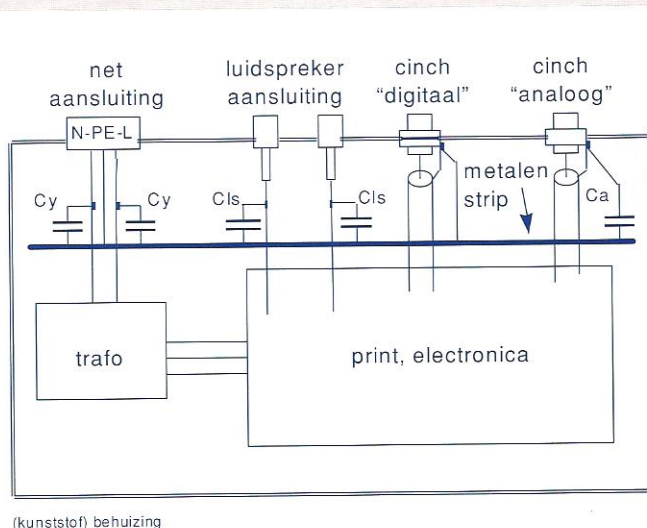 net
aansluiting
luidspreker
aansluiting
cinch
“digitaal”
cinch
“analoog”
N-PE-L
Cy
Cy
Cls
Cls
metalen
strip
Ca
trafo
print, electronica
(kunststof) behuizing